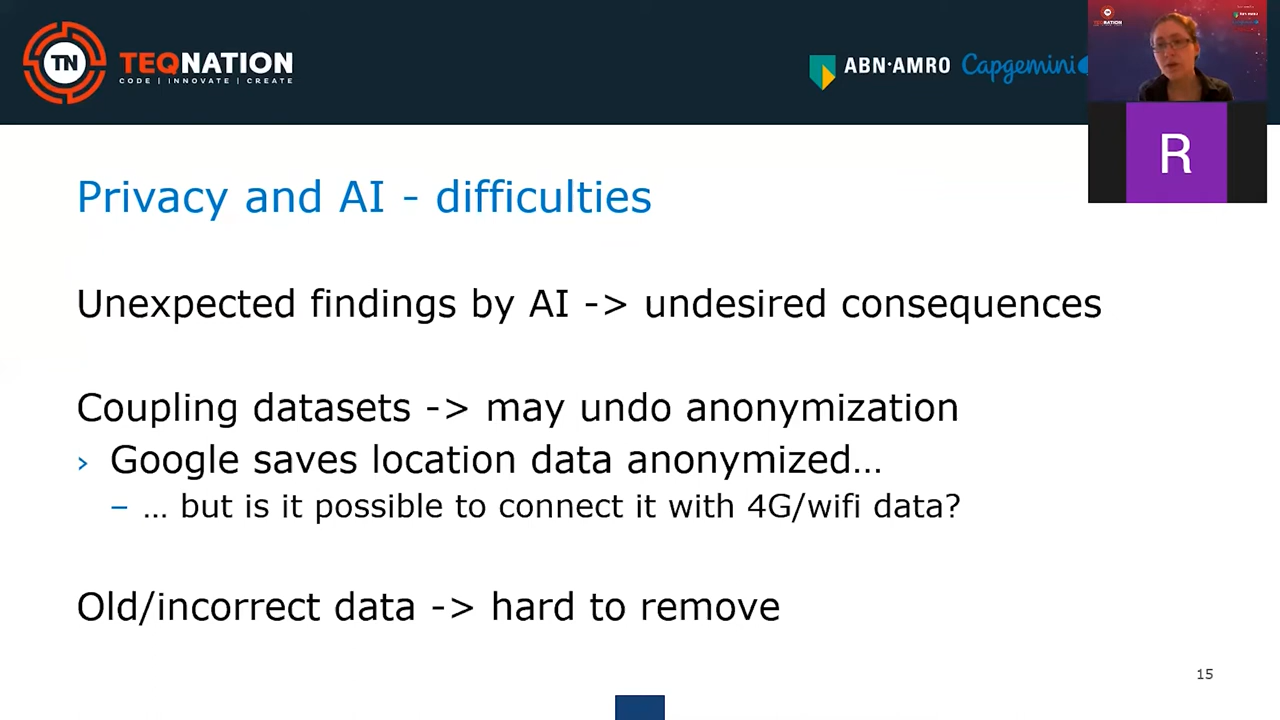 TN TEQNATION
CODE | INNOVATE | CREATE
ABN·AMRO Capgemini
R
Privacy and AI - difficulties
Unexpected findings by AI -> undesired consequences
Coupling datasets -> may undo anonymization
› Google saves location data anonymized…
– … but is it possible to connect it with 4G/wifi data?
Old/incorrect data -> hard to remove
15